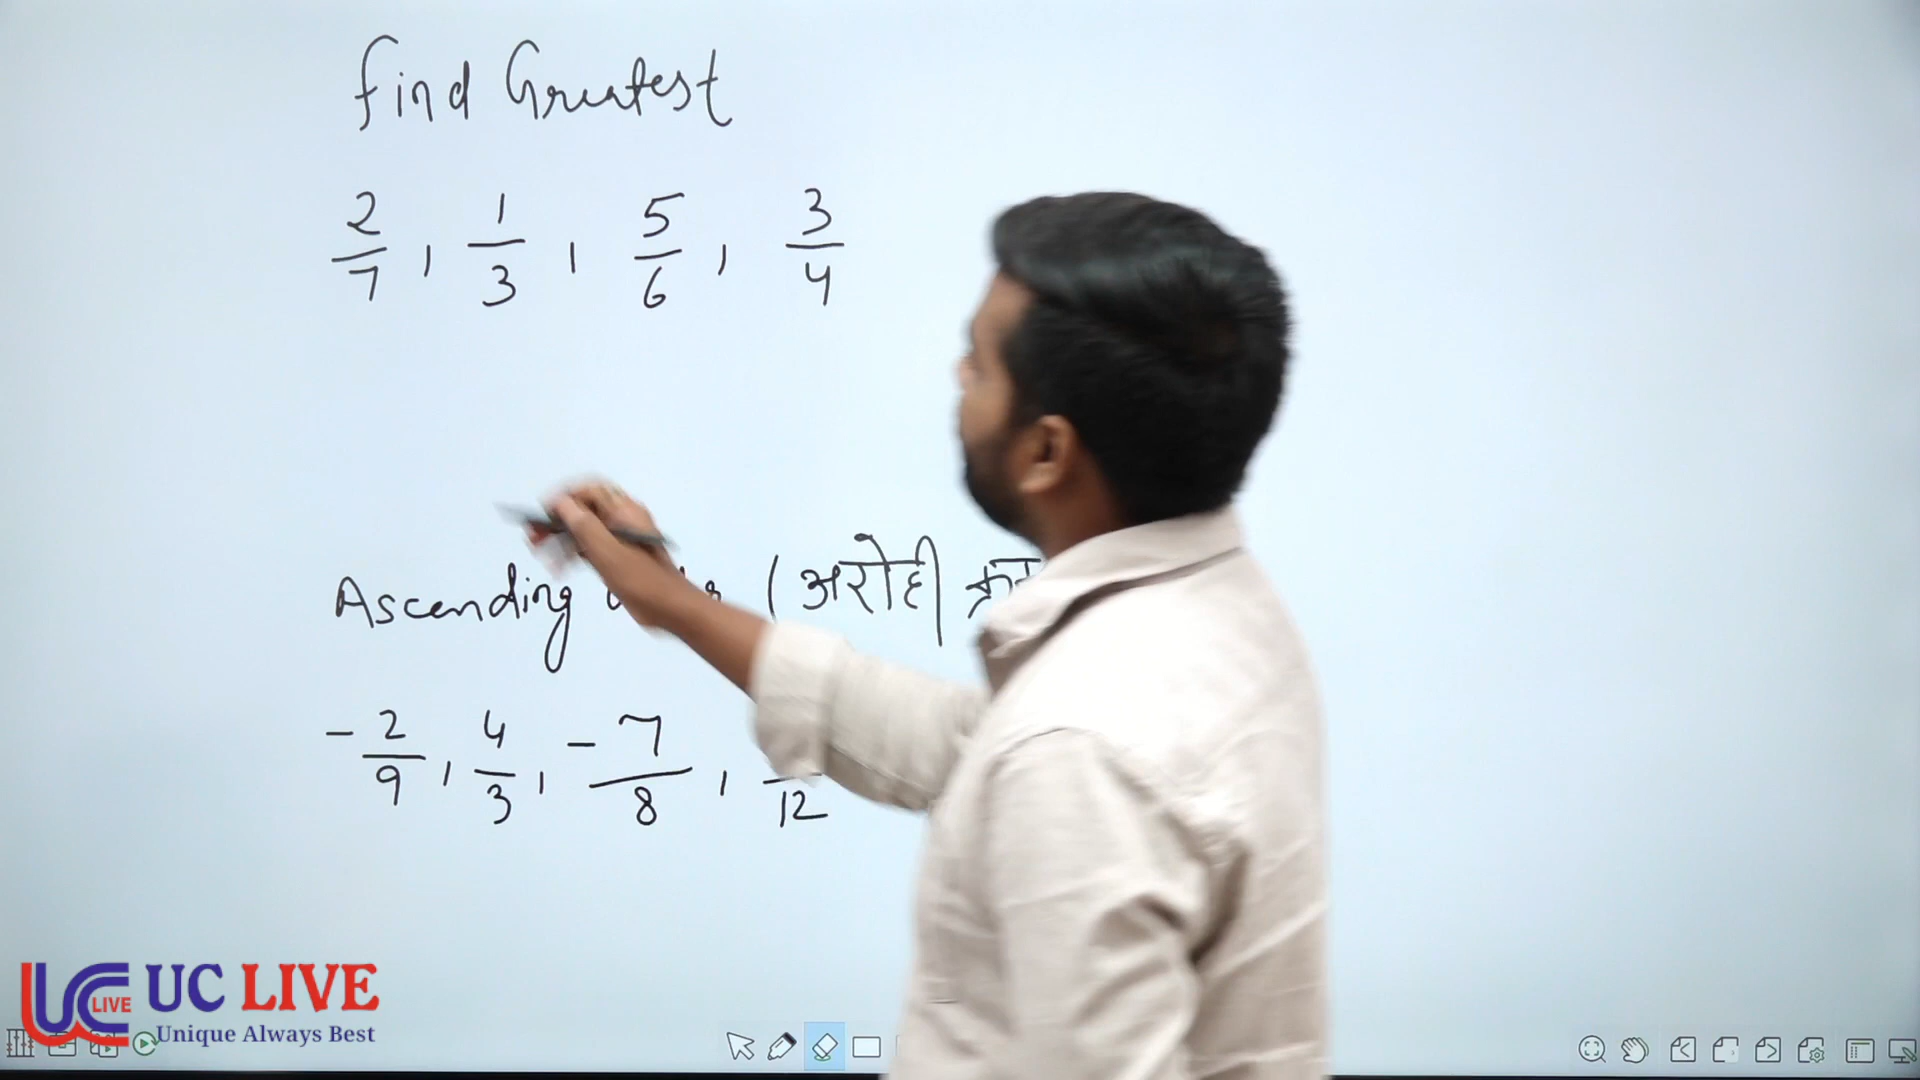 Find Greatest
2/7, 1/3, 5/6, 3/4
Ascending (अरोही
-2/9, 4/3, -7/8, 12
UC LIVE
LIVE
Unique Always Best